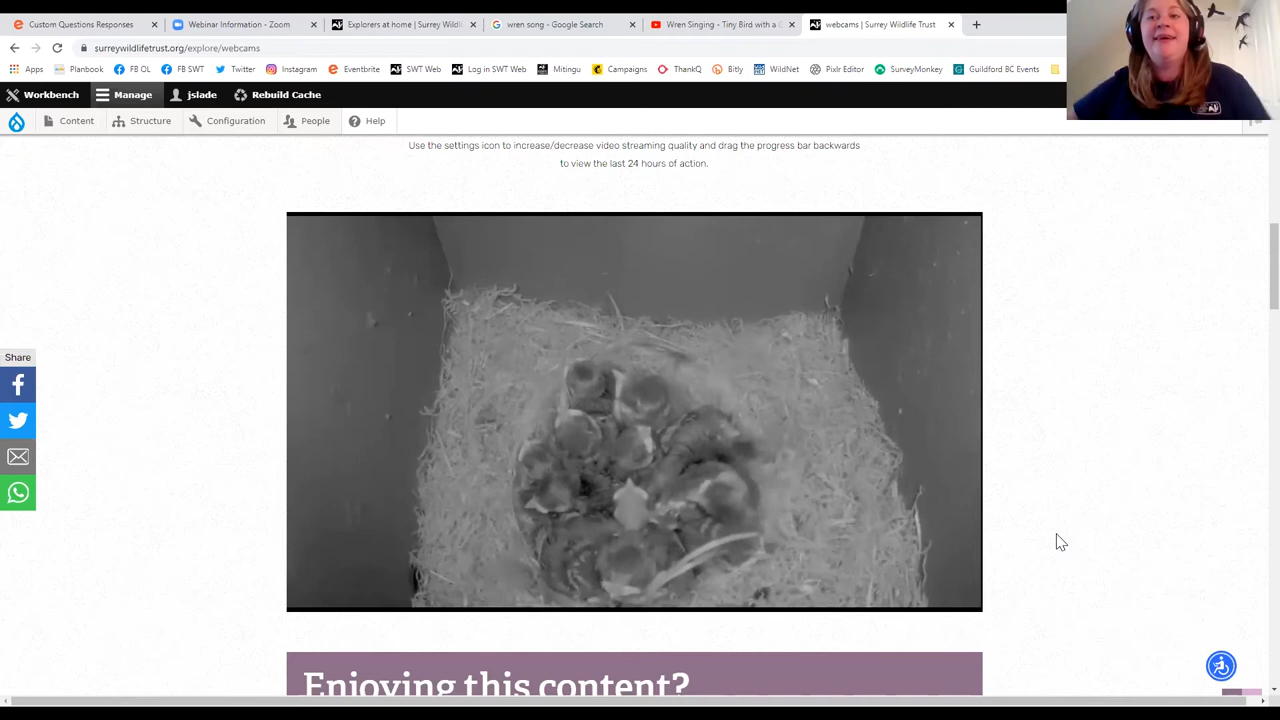 Custom Questions Responses
Webinar Information - Zoom
Explorers at home | Surrey Wildl
wren song - Google Search
Wren Singing - Tiny Bird with a
webcams | Surrey Wildlife Trust
surreywildlifetrust.org/explore/webcams
Apps Planbook FB OL FB SWT Twitter Instagram Eventbrite SWT Web Log in SWT Web Mitingu Campaigns ThankQ Bitly WildNet Pixlr Editor SurveyMonkey Guildford BC Events
Workbench Manage jslade Rebuild Cache
Content Structure Configuration People Help
Use the settings icon to increase/decrease video streaming quality and drag the progress bar backwards
to view the last 24 hours of action.
Share
Enjoying this content?